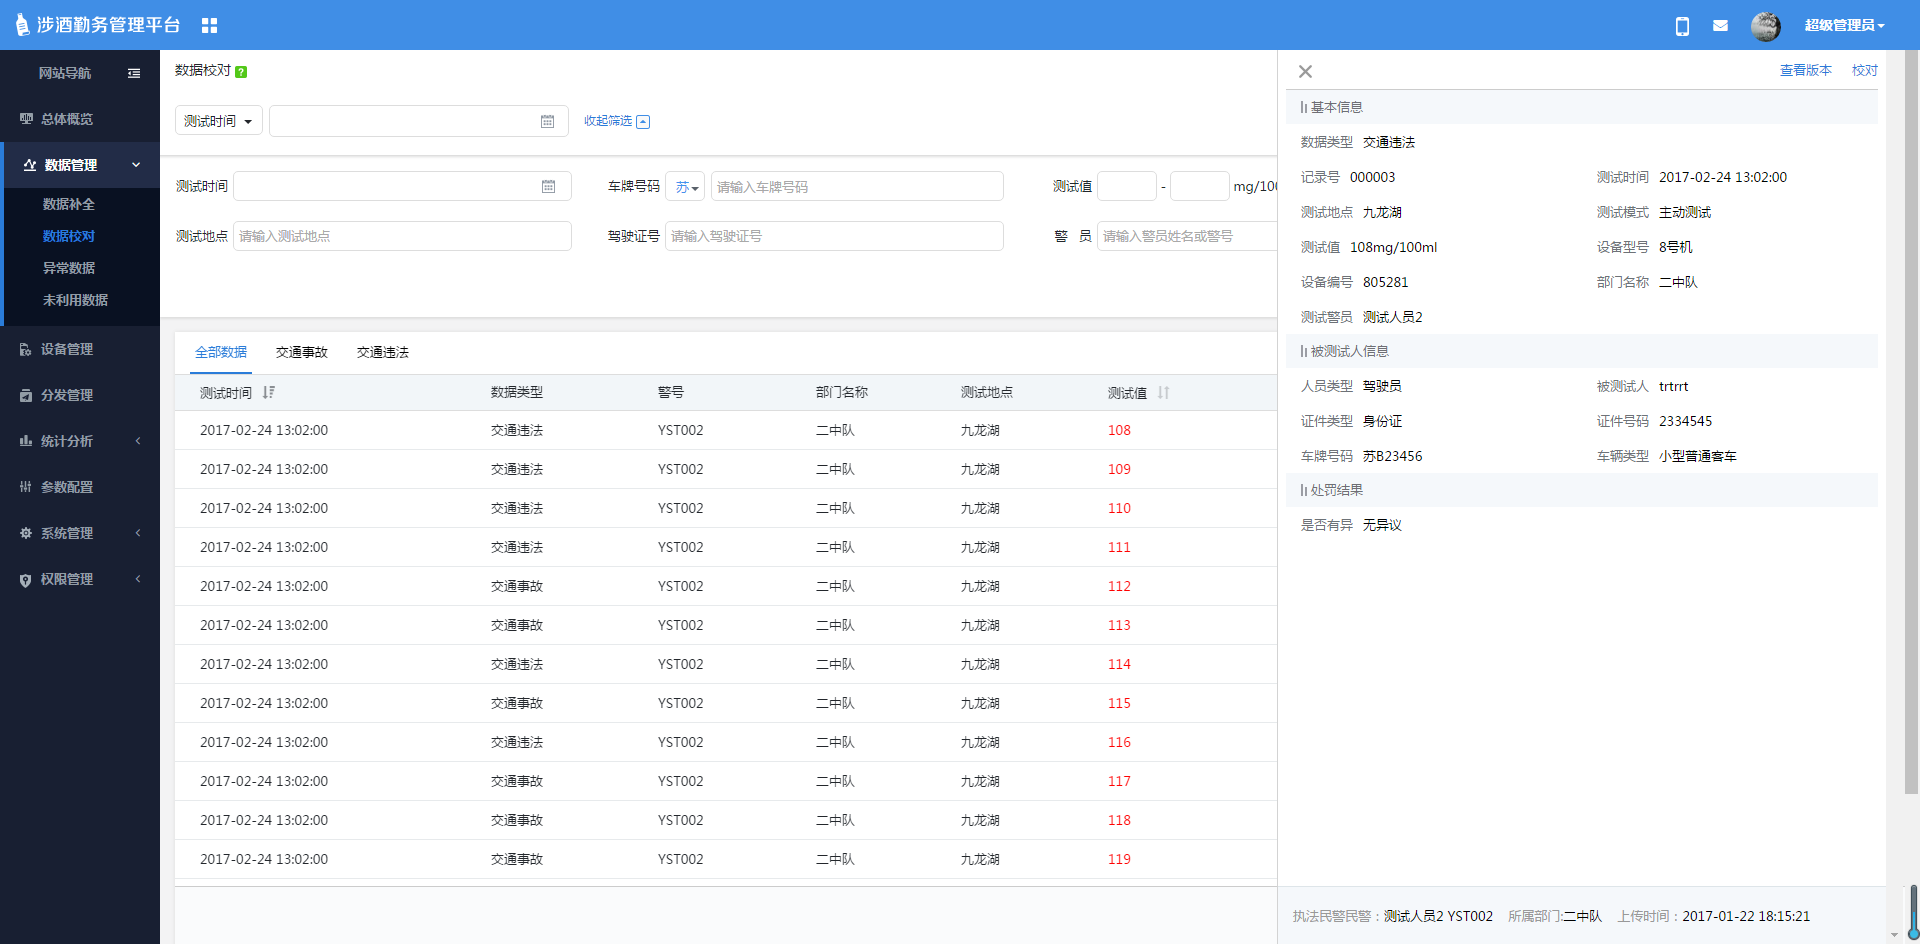 涉酒勤务管理平台
超级管理员
网站导航
总体概览
数据管理
数据补全
数据校对
异常数据
未利用数据
设备管理
分发管理
统计分析
参数配置
系统管理
权限管理
数据校对 ?
测试时间 收起筛选
测试时间 车牌号码 苏 请输入车牌号码 测试值 - mg/100
测试地点 请输入测试地点 驾驶证号 请输入驾驶证号 警 员 请输入警员姓名或警号
全部数据 交通事故 交通违法
测试时间 数据类型 警号 部门名称 测试地点 测试值
2017-02-24 13:02:00 交通违法 YST002 二中队 九龙湖 108
2017-02-24 13:02:00 交通违法 YST002 二中队 九龙湖 109
2017-02-24 13:02:00 交通违法 YST002 二中队 九龙湖 110
2017-02-24 13:02:00 交通违法 YST002 二中队 九龙湖 111
2017-02-24 13:02:00 交通事故 YST002 二中队 九龙湖 112
2017-02-24 13:02:00 交通事故 YST002 二中队 九龙湖 113
2017-02-24 13:02:00 交通违法 YST002 二中队 九龙湖 114
2017-02-24 13:02:00 交通事故 YST002 二中队 九龙湖 115
2017-02-24 13:02:00 交通违法 YST002 二中队 九龙湖 116
2017-02-24 13:02:00 交通事故 YST002 二中队 九龙湖 117
2017-02-24 13:02:00 交通事故 YST002 二中队 九龙湖 118
2017-02-24 13:02:00 交通事故 YST002 二中队 九龙湖 119
查看版本 校对
基本信息
数据类型 交通违法
记录号 000003 测试时间 2017-02-24 13:02:00
测试地点 九龙湖 测试模式 主动测试
测试值 108mg/100ml 设备型号 8号机
设备编号 805281 部门名称 二中队
测试警员 测试人员2
被测试人信息
人员类型 驾驶员 被测试人 trtrrt
证件类型 身份证 证件号码 2334545
车牌号码 苏B23456 车辆类型 小型普通客车
处罚结果
是否有异 无异议
执法民警民警：测试人员2 YST002 所属部门:二中队 上传时间：2017-01-22 18:15:21